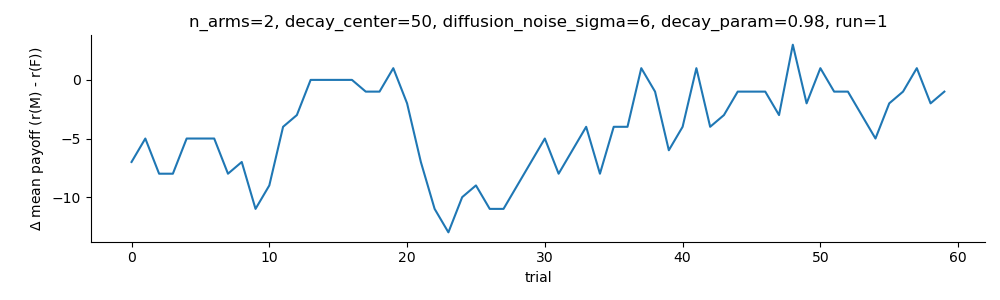 n_arms=2, decay_center=50, diffusion_noise_sigma=6, decay_param=0.98, run=1
Δ mean payoff (r(M) - r(F))
0
−5
−10
0 10 20 30 40 50 60
trial